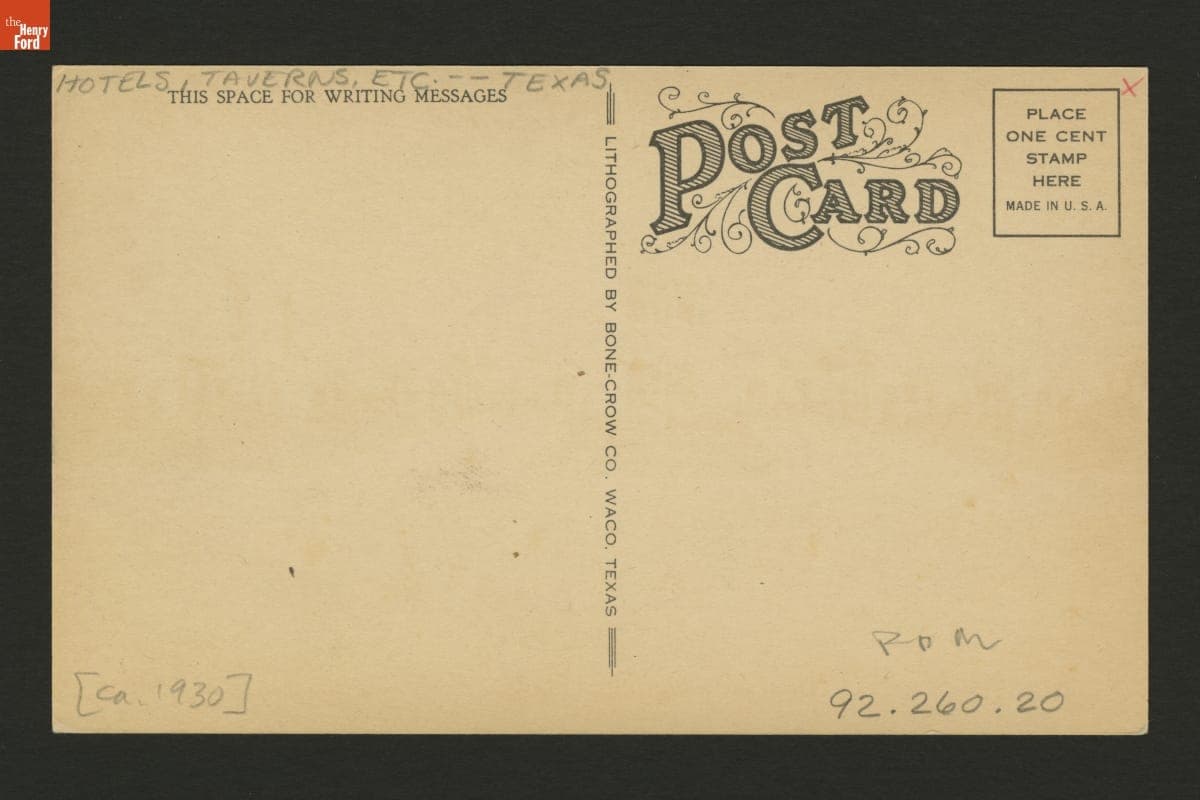 the
Henry
Ford
HOTELS, TAVERNS, ETC. -- TEXAS
THIS SPACE FOR WRITING MESSAGES
LITHOGRAPHED BY BONE-CROW CO. WACO, TEXAS
POST
CARD
PLACE
ONE CENT
STAMP
HERE
MADE IN U. S. A.
X
[ca. 1930]
92.260.20